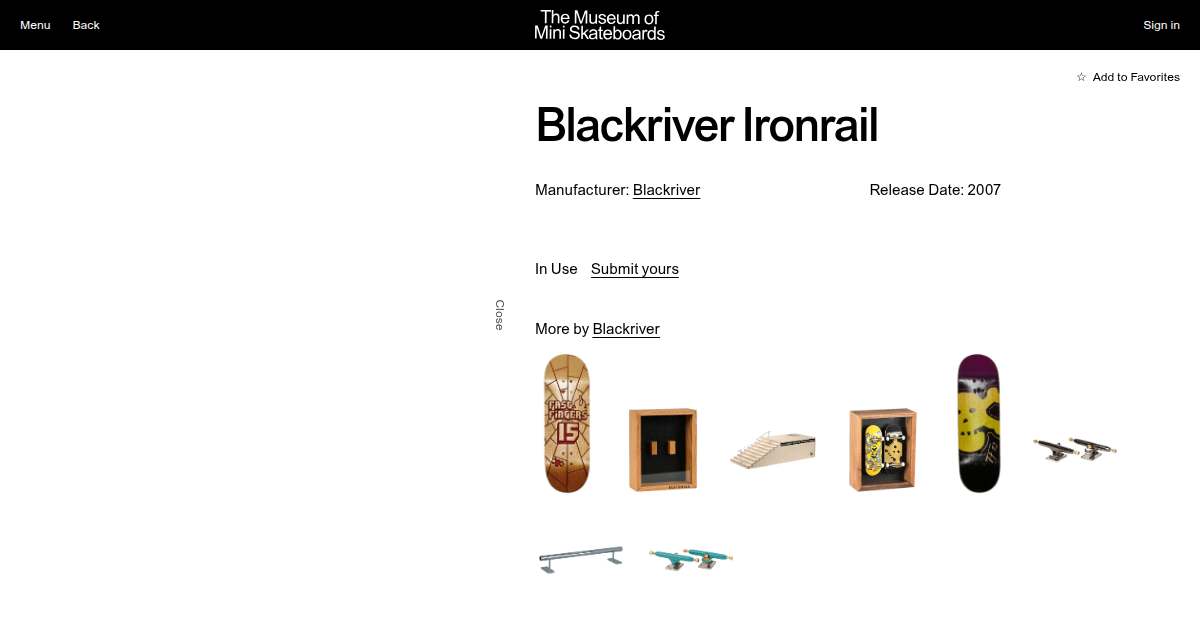 Menu
Back
The Museum of
Mini Skateboards
Sign in
☆ Add to Favorites
Blackriver Ironrail
Manufacturer: Blackriver
Release Date: 2007
In Use
Submit yours
Close
More by Blackriver
FAST
FINGERS
15